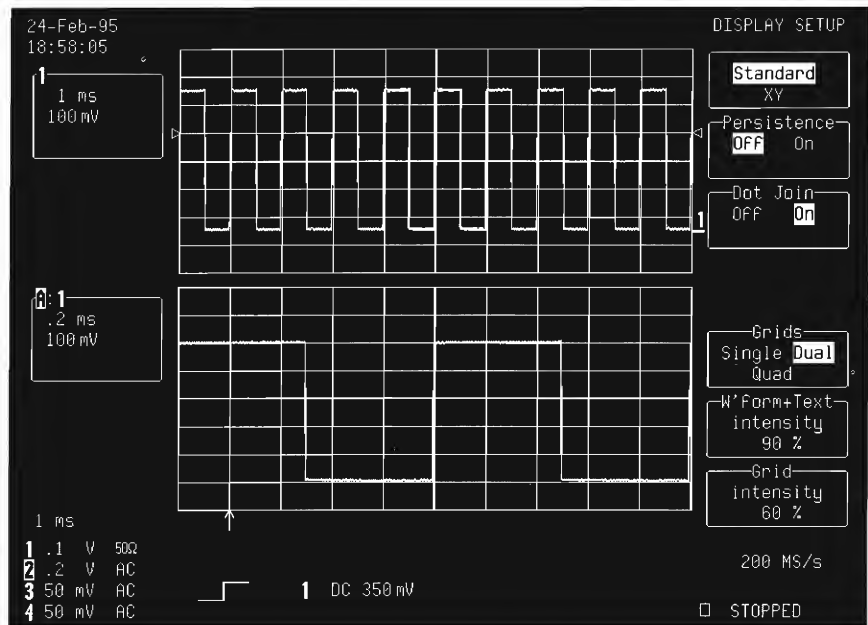 24-Feb-95
18:58:05
DISPLAY SETUP
1
1 ms
100 mV
Standard
XY
Persistence
Off On
Dot Join
Off On
1
A:1
.2 ms
100 mV
Grids
Single Dual
Quad
W'form+Text
intensity
90 %
Grid
intensity
60 %
1 ms
1 .1 V 50Ω
2 .2 V AC
3 50 mV AC
4 50 mV AC
1 DC 350 mV
200 MS/s
STOPPED